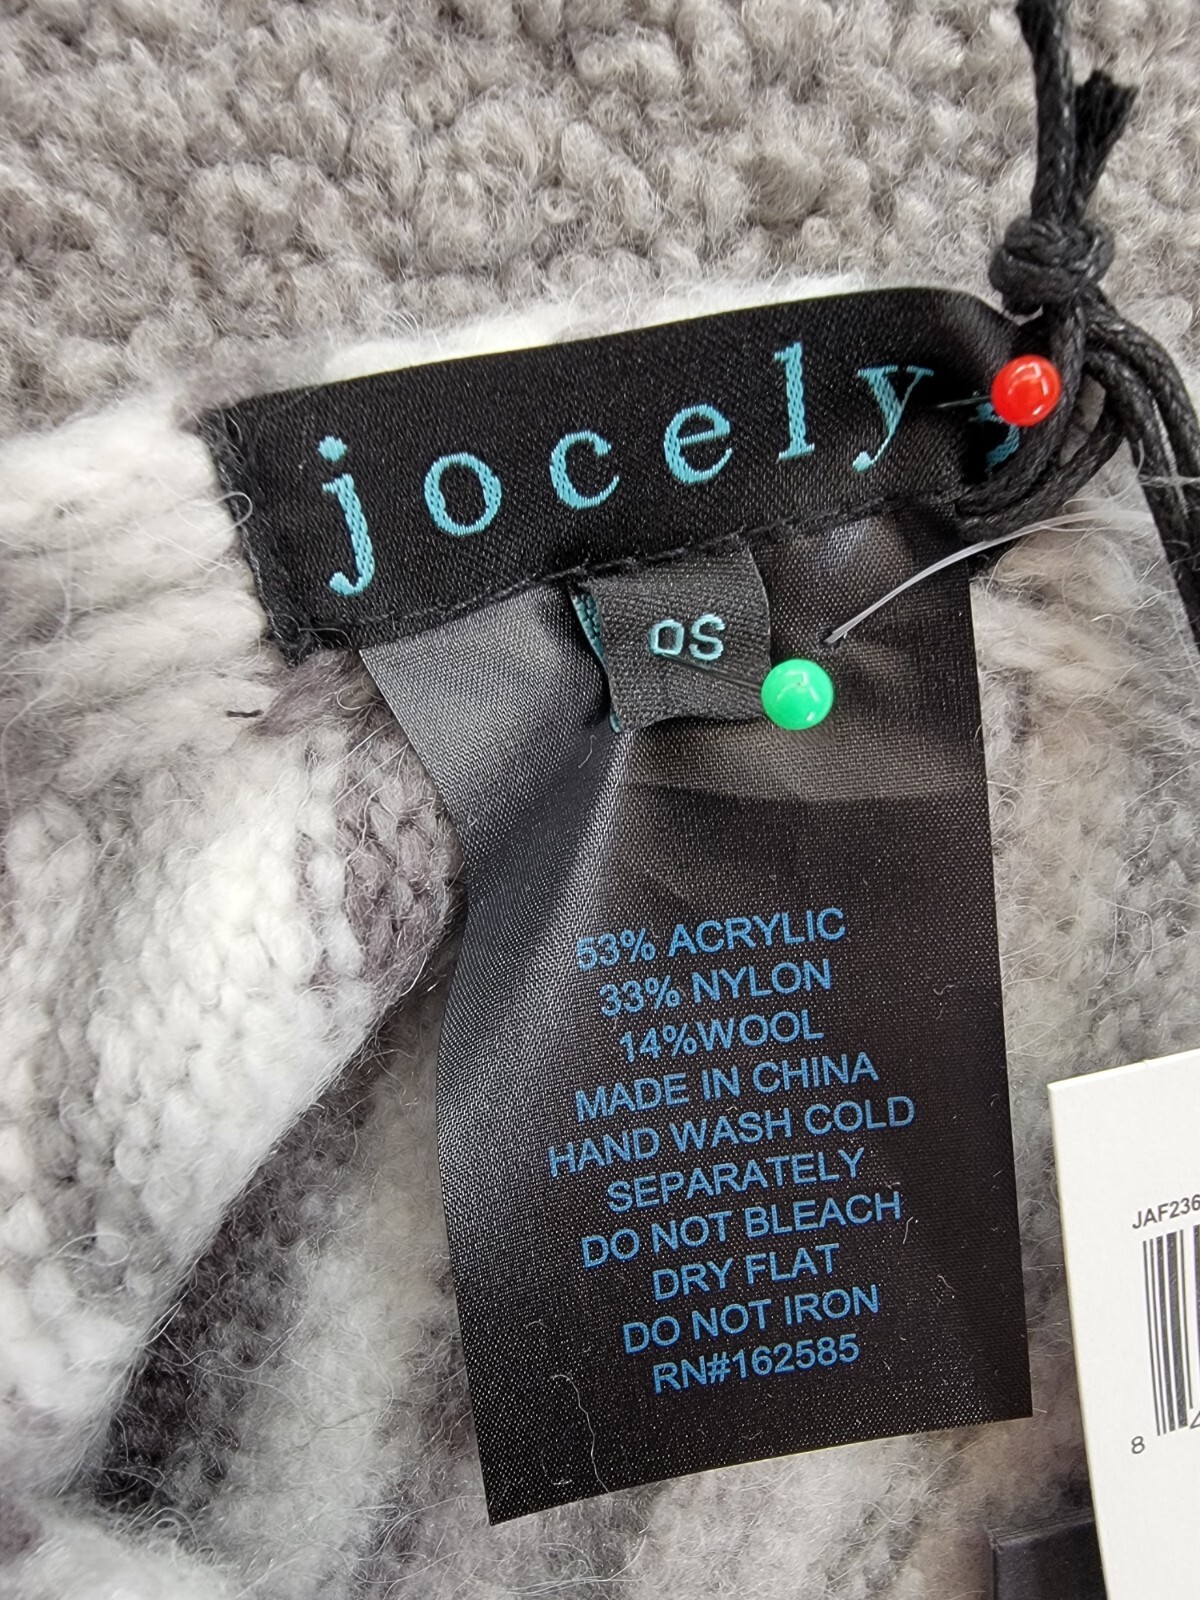 jocely
OS
53% ACRYLIC
33% NYLON
14%WOOL
MADE IN CHINA
HAND WASH COLD
SEPARATELY
DO NOT BLEACH
DRY FLAT
DO NOT IRON
RN#162585
JAF236
8